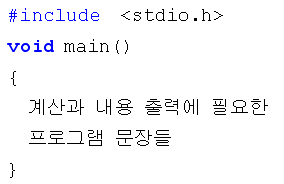 #include <stdio.h>
void main()
{
계산과 내용 출력에 필요한
프로그램 문장들
}